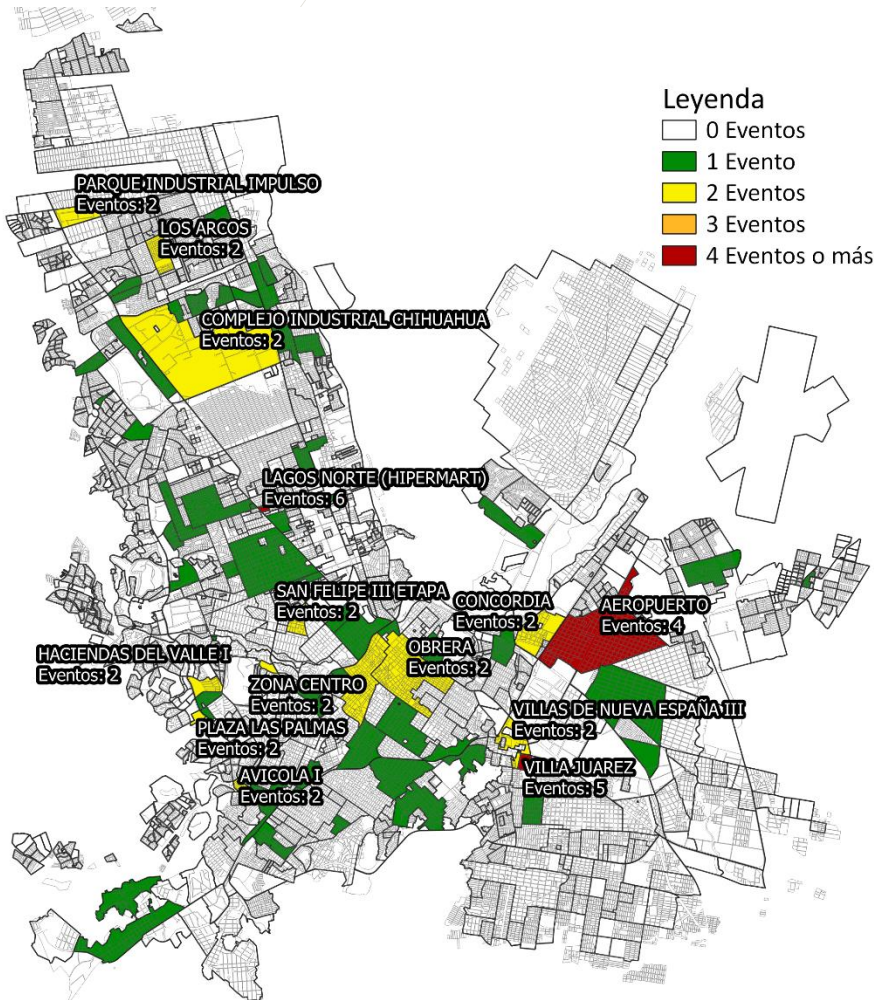 Leyenda
0 Eventos
1 Evento
2 Eventos
3 Eventos
4 Eventos o más
PARQUE INDUSTRIAL IMPULSO
Eventos: 2
LOS ARCOS
Eventos: 2
COMPLEJO INDUSTRIAL CHIHUAHUA
Eventos: 2
LAGOS NORTE (HIPERMART)
Eventos: 6
SAN FELIPE III ETAPA
Eventos: 2
CONCORDIA
Eventos: 2
AEROPUERTO
Eventos: 4
HACIENDAS DEL VALLE I
Eventos: 2
OBRERA
Eventos: 2
ZONA CENTRO
Eventos: 2
VILLAS DE NUEVA ESPAÑA III
Eventos: 2
PLAZA LAS PALMAS
Eventos: 2
VILLA JUAREZ
Eventos: 5
AVICOLA I
Eventos: 2